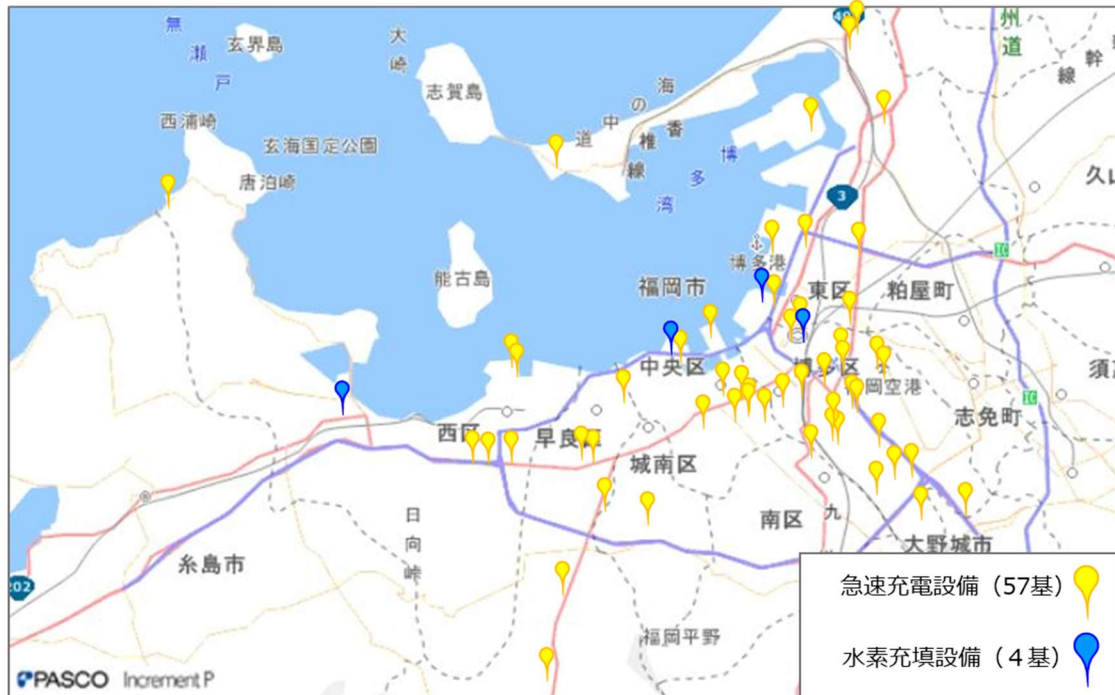 無瀬戸
玄界島
大崎
志賀島
海の中道
香椎線
495
州道
幹
線
西浦崎
玄海国定公園
唐泊崎
博多湾
3
久山
IC
能古島
福岡市
博多港
東区
粕屋町
中央区
博多区
岡空港
須
IC
志免町
西区
早良区
城南区
南区
九
日向峠
糸島市
大野城市
202
福岡平野
急速充電設備（57基）
水素充填設備（４基）
PASCO Increment P